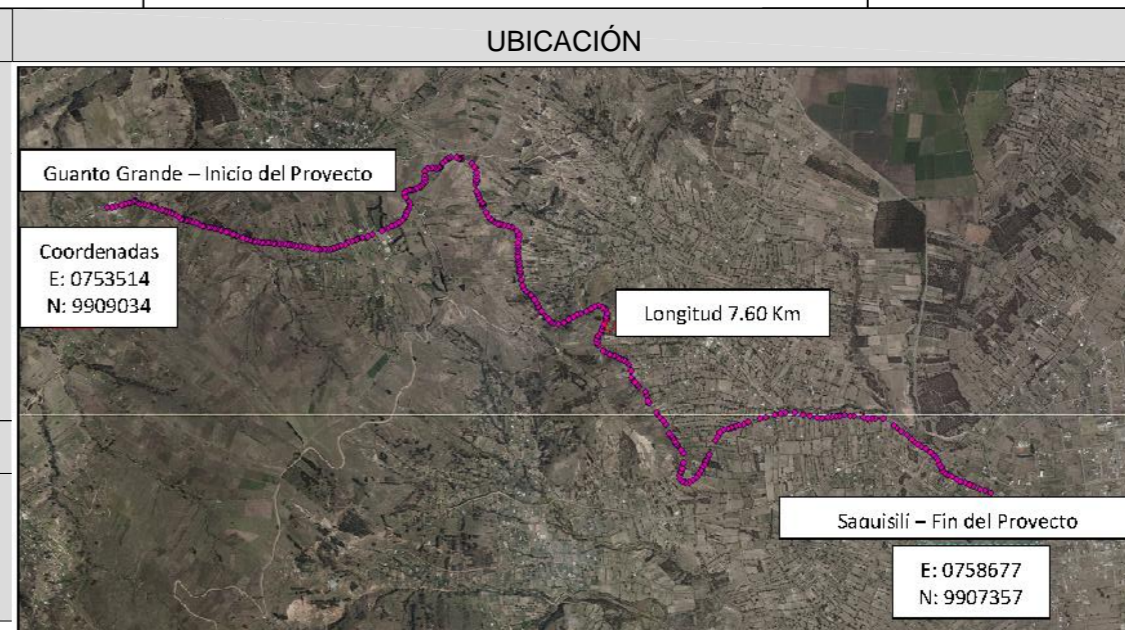 UBICACIÓN
Guanto Grande – Inicio del Proyecto
Coordenadas
E: 0753514
N: 9909034
Longitud 7.60 Km
Saquisilí – Fin del Proyecto
E: 0758677
N: 9907357